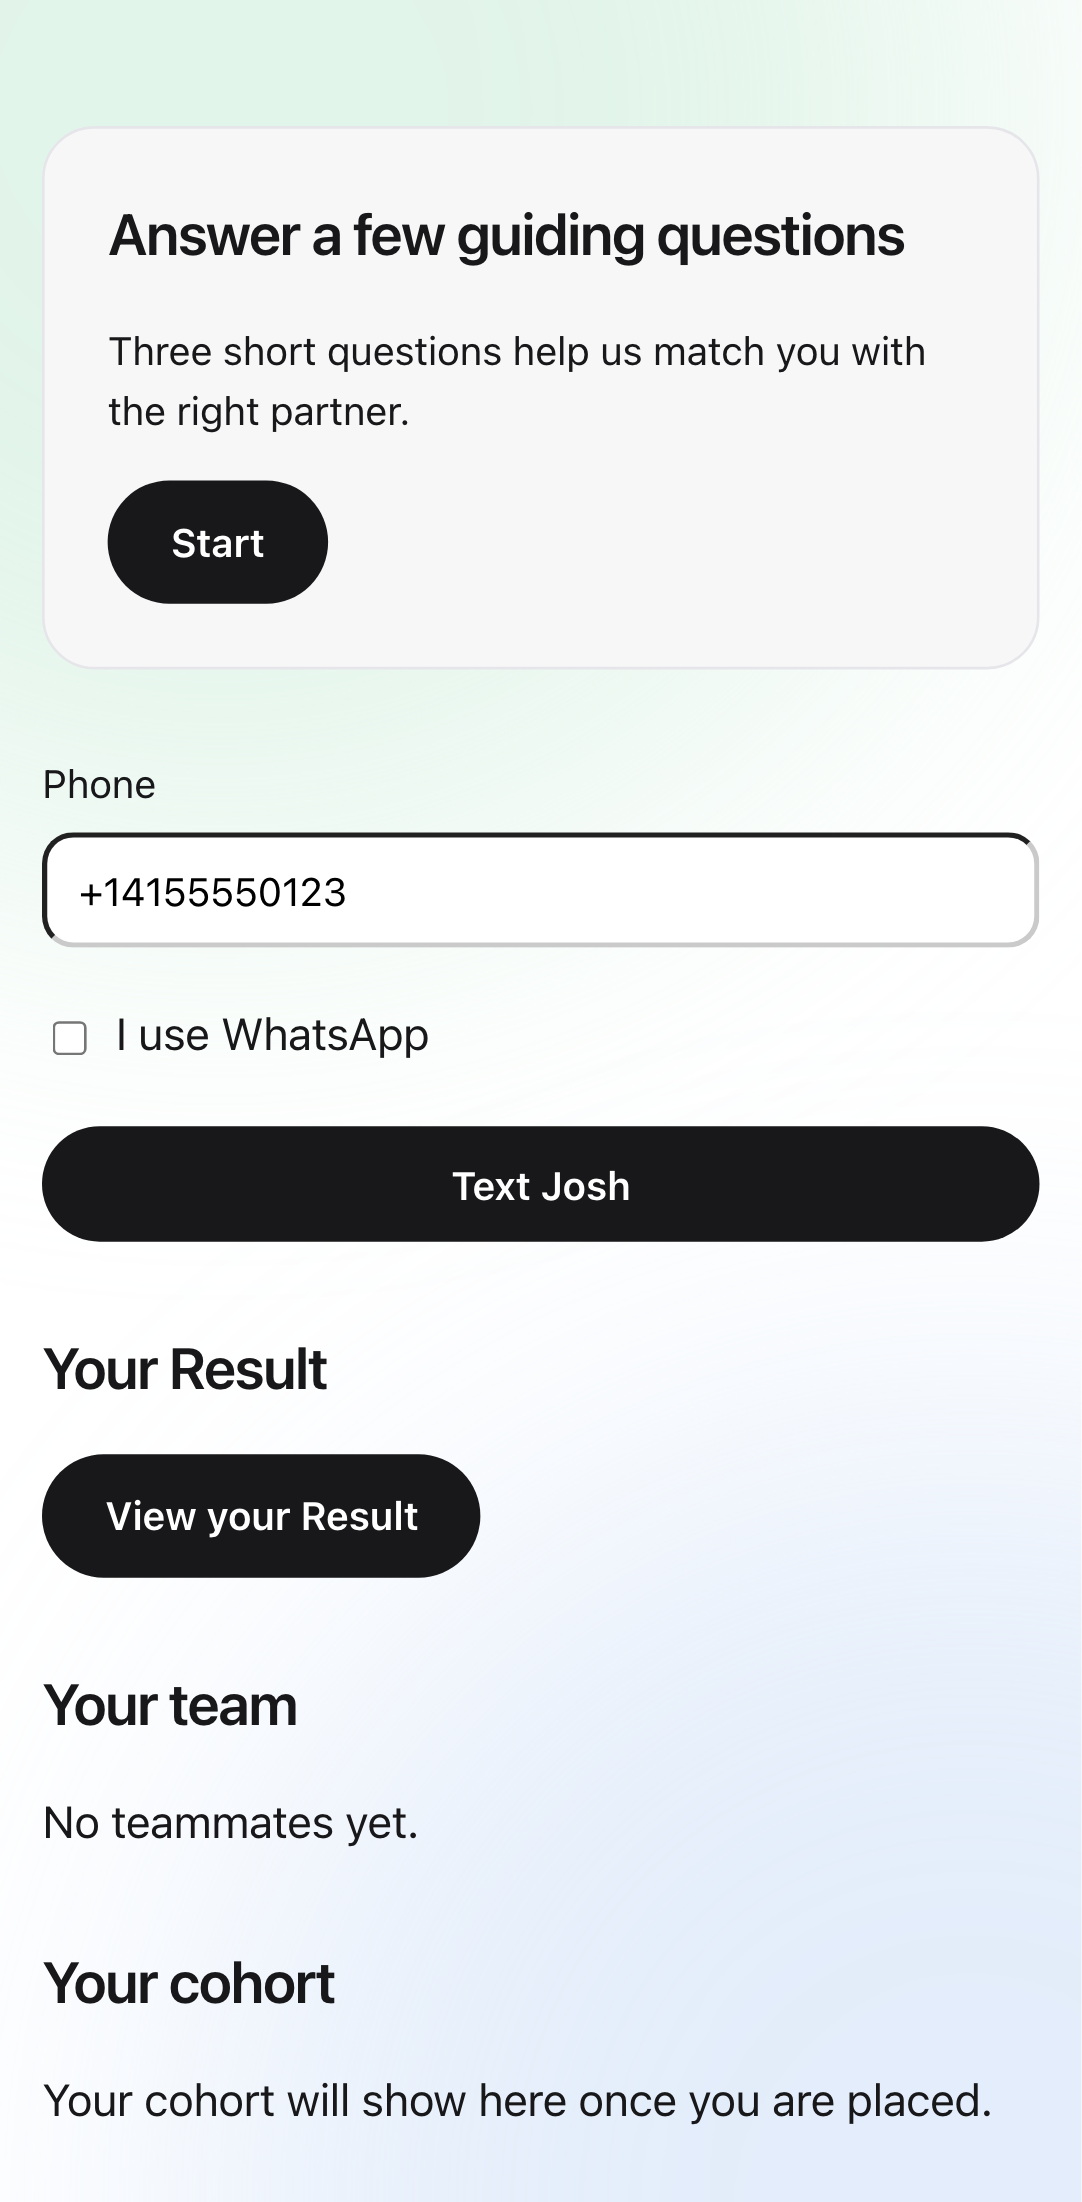 Answer a few guiding questions
Three short questions help us match you with
the right partner.
Start
Phone
+14155550123
I use WhatsApp
Text Josh
Your Result
View your Result
Your team
No teammates yet.
Your cohort
Your cohort will show here once you are placed.